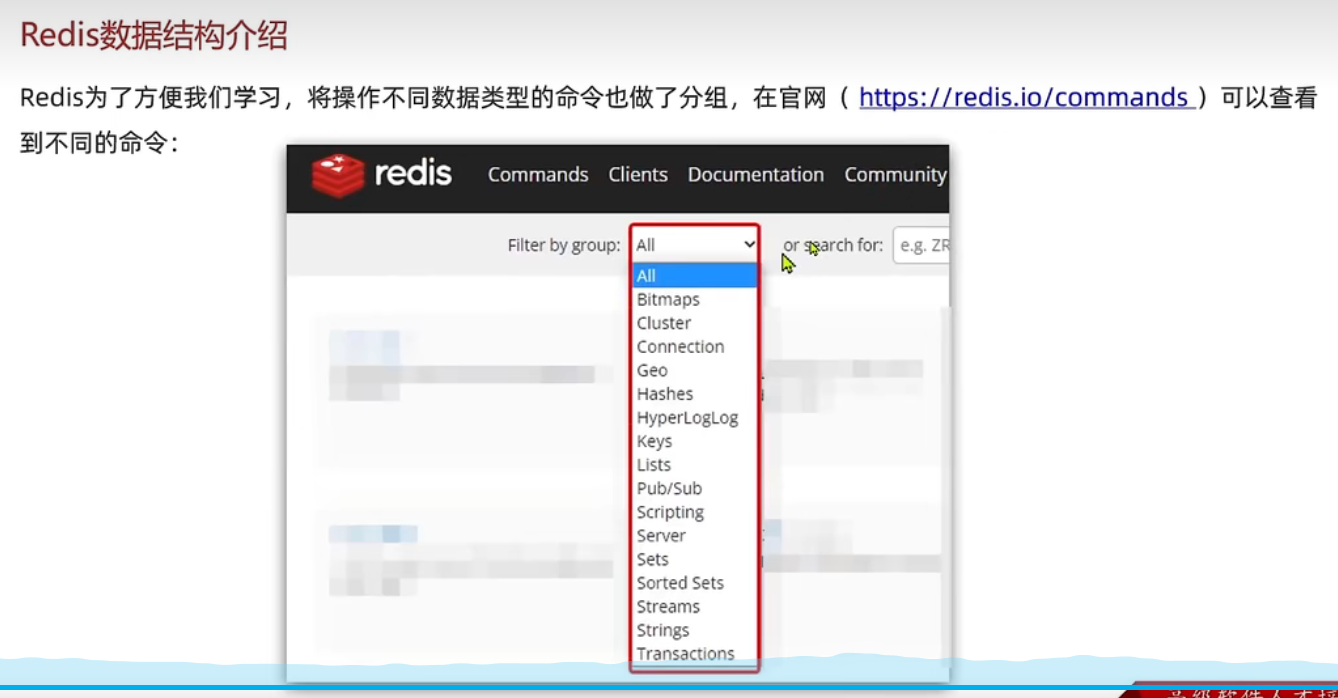 Redis数据结构介绍
Redis为了方便我们学习，将操作不同数据类型的命令也做了分组，在官网（ https://redis.io/commands ）可以查看
到不同的命令：
redis Commands Clients Documentation Community
Filter by group: All or search for: e.g. ZR
All
Bitmaps
Cluster
Connection
Geo
Hashes
HyperLogLog
Keys
Lists
Pub/Sub
Scripting
Server
Sets
Sorted Sets
Streams
Strings
Transactions